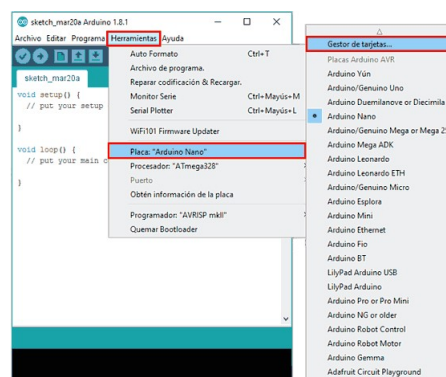 sketch_mar20a Arduino 1.8.1
Archivo Editar Programa Herramientas Ayuda
sketch_mar20a
void setup() {
// put your setup
}
void loop() {
// put your main c
}
Auto Formato Ctrl+T
Archivo de programa.
Reparar codificación & Recargar.
Monitor Serie Ctrl+Mayús+M
Serial Plotter Ctrl+Mayús+L
WiFi101 Firmware Updater
Placa: "Arduino Nano"
Procesador: "ATmega328"
Puerto
Obtén información de la placa
Programador: "AVRISP mkII"
Quemar Bootloader
Gestor de tarjetas...
Placas Arduino AVR
Arduino Yún
Arduino/Genuino Uno
Arduino Duemilanove or Diecimila
Arduino Nano
Arduino/Genuino Mega or Mega 25
Arduino Mega ADK
Arduino Leonardo
Arduino Leonardo ETH
Arduino/Genuino Micro
Arduino Esplora
Arduino Mini
Arduino Ethernet
Arduino Fio
Arduino BT
LilyPad Arduino USB
LilyPad Arduino
Arduino Pro or Pro Mini
Arduino NG or older
Arduino Robot Control
Arduino Robot Motor
Arduino Gemma
Adafruit Circuit Playground